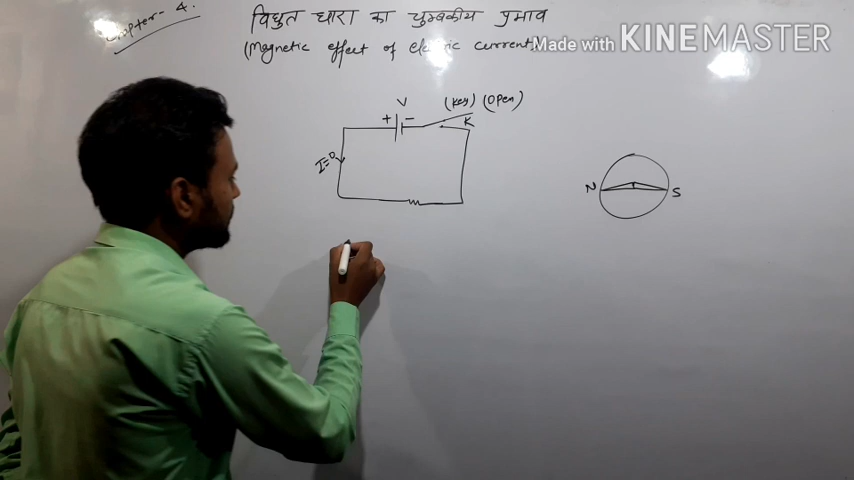 Chapter-4.
विधुत धारा का चुम्बकीय प्रभाव
(Magnetic effect of electric current)
Made with KINEMASTER
V
(Key) (Open)
+
-
K
I=0
N
S